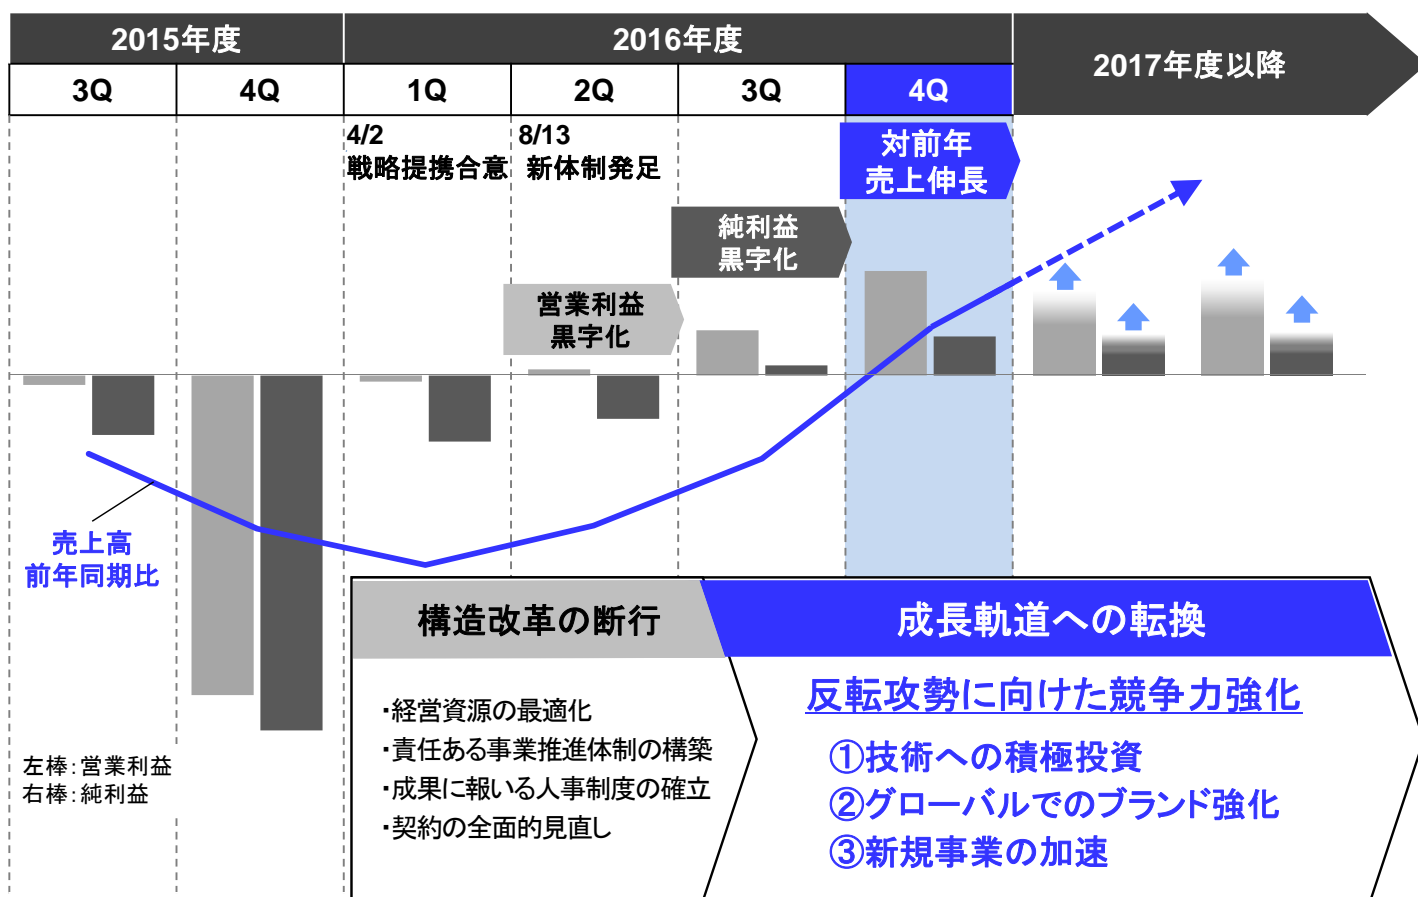 2015年度
2016年度
2017年度以降
3Q
4Q
1Q
2Q
3Q
4Q
4/2
戦略提携合意
8/13
新体制発足
対前年
売上伸長
純利益
黒字化
営業利益
黒字化
売上高
前年同期比
左棒：営業利益
右棒：純利益
構造改革の断行
・経営資源の最適化
・責任ある事業推進体制の構築
・成果に報いる人事制度の確立
・契約の全面的見直し
成長軌道への転換
反転攻勢に向けた競争力強化
①技術への積極投資
②グローバルでのブランド強化
③新規事業の加速